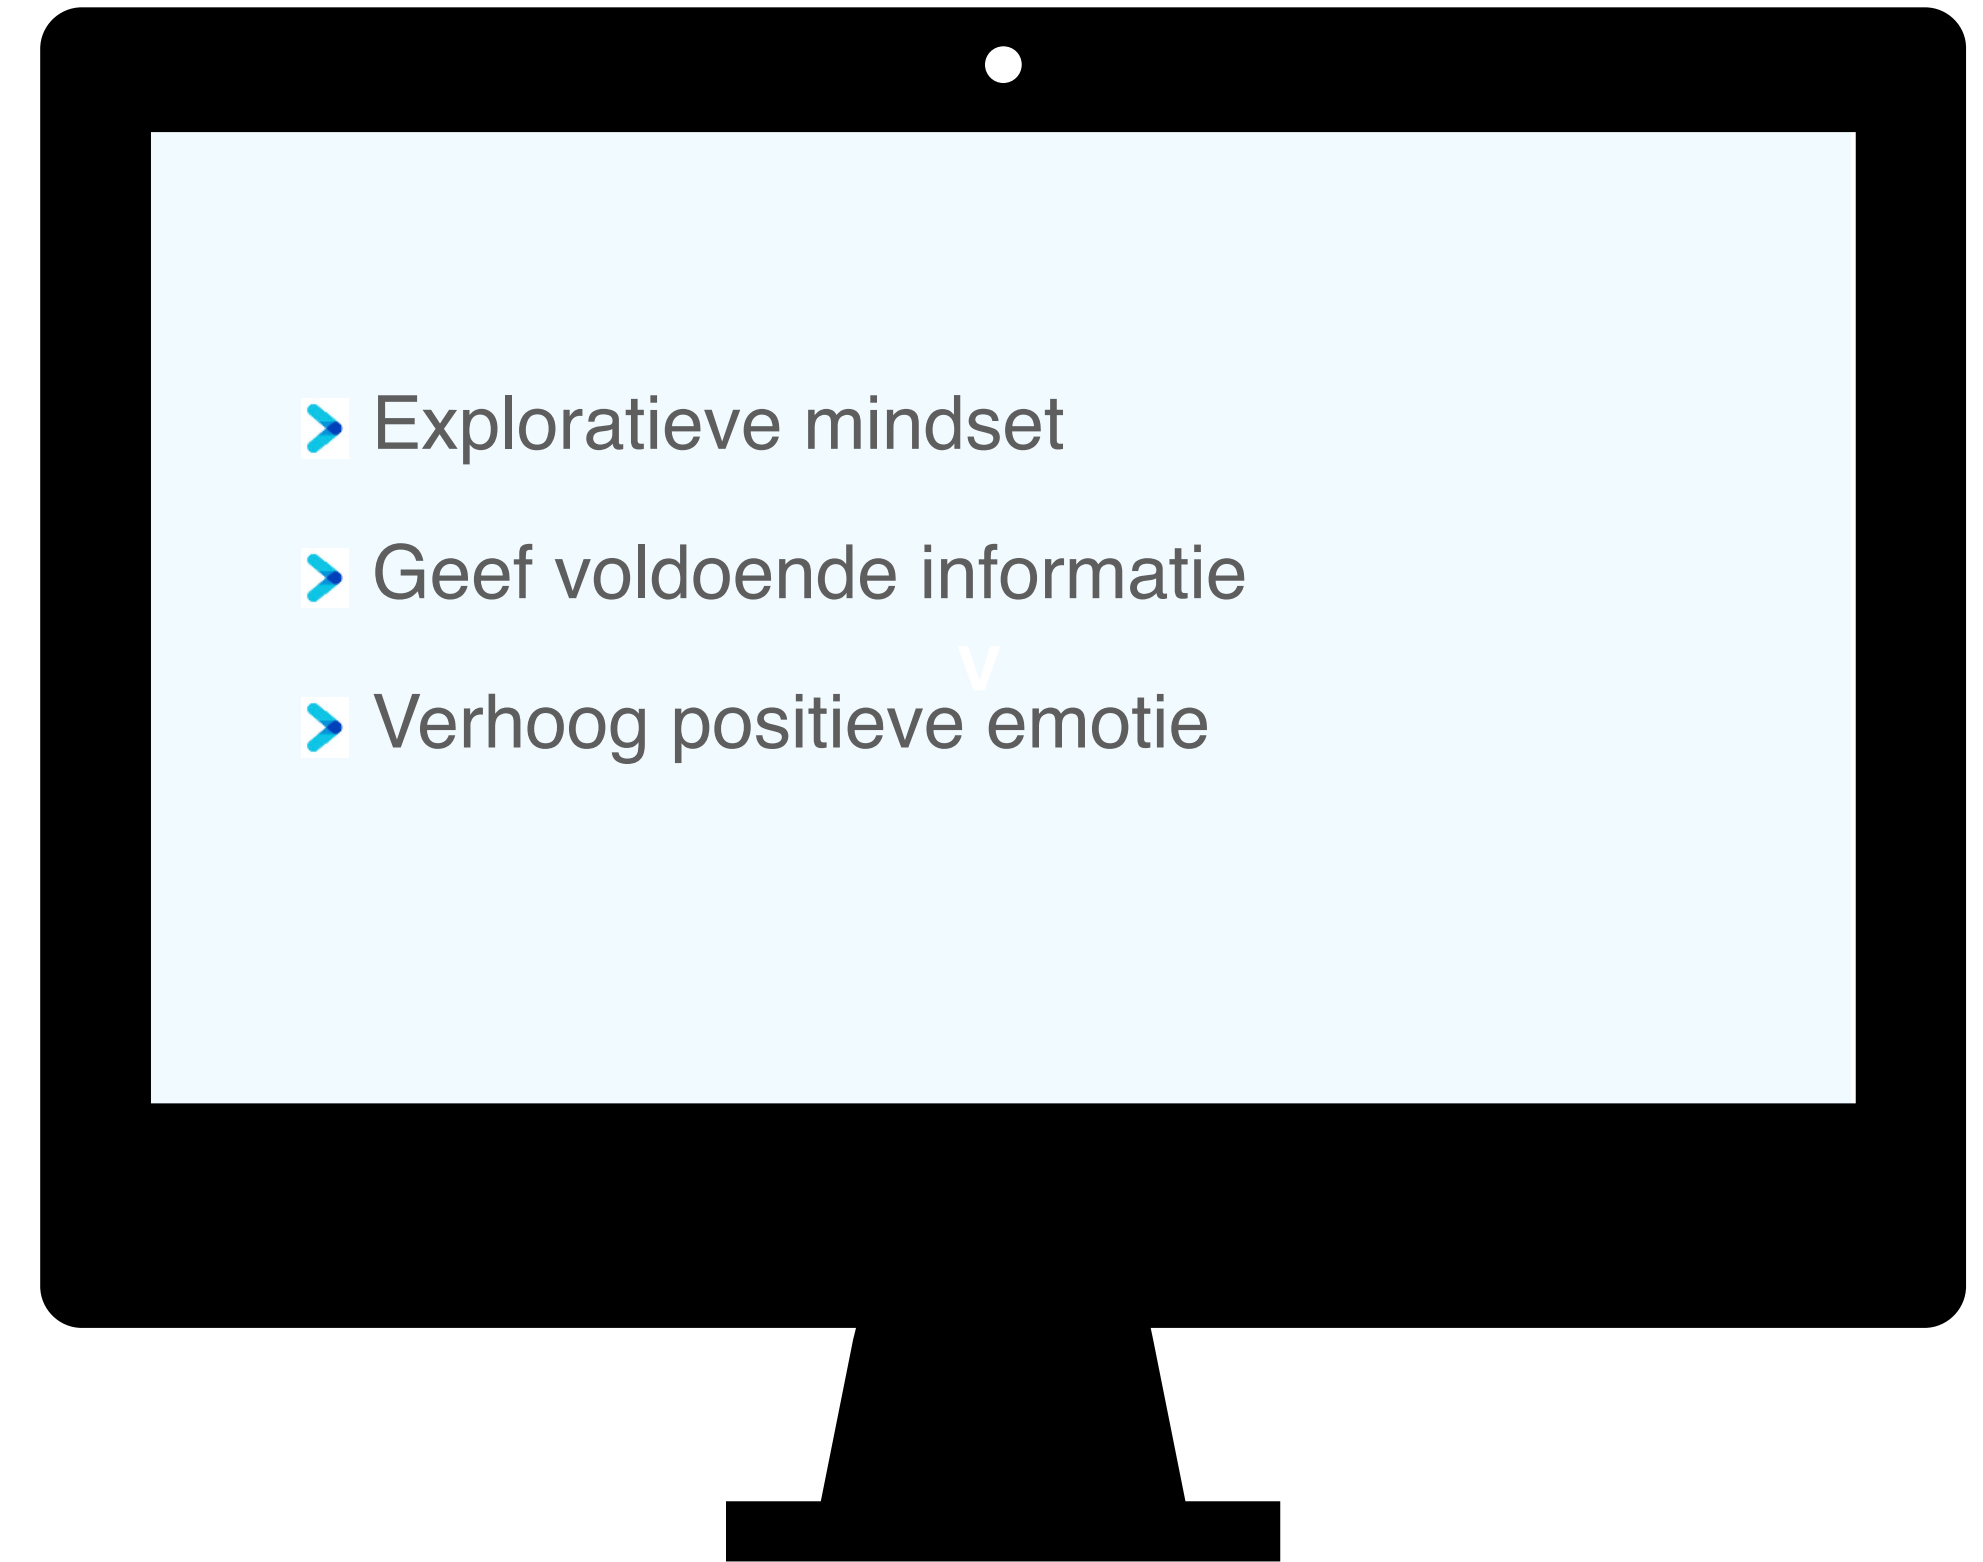 Exploratieve mindset
Geef voldoende informatie
v
Verhoog positieve emotie